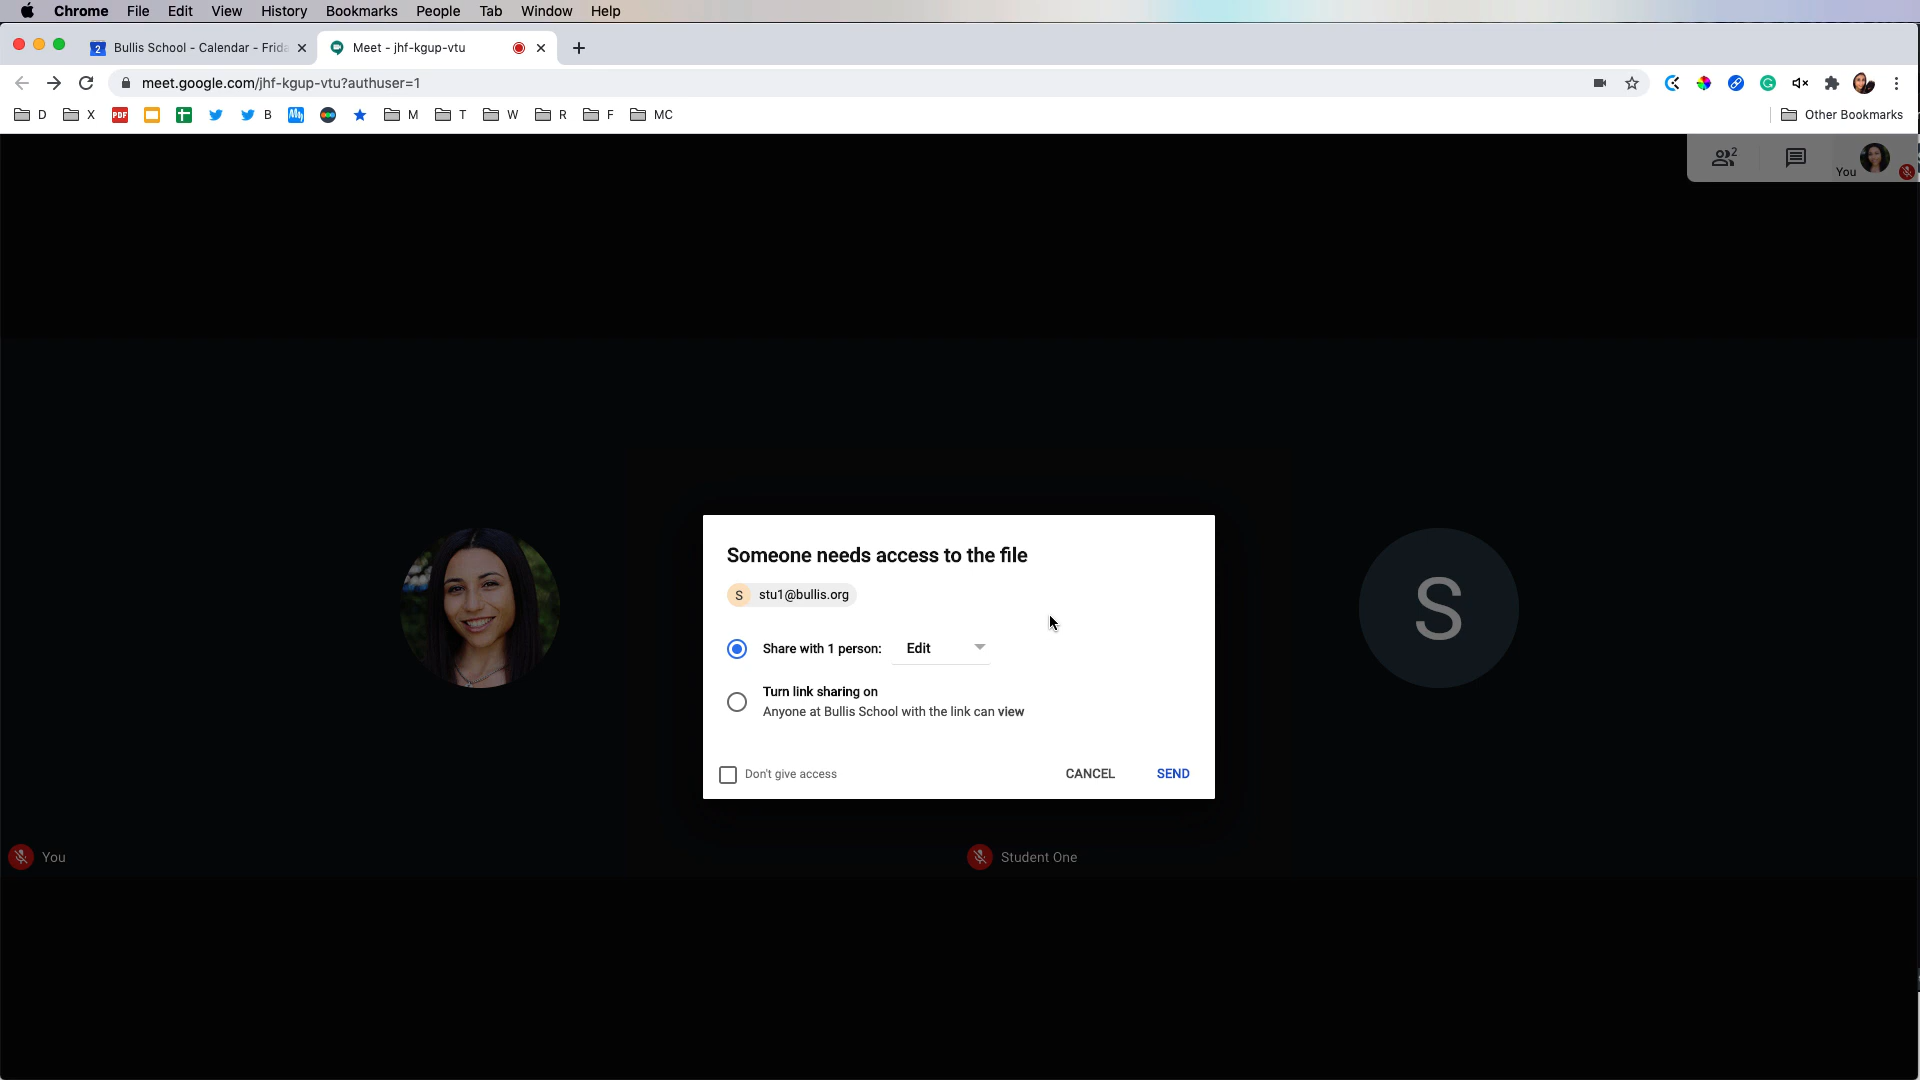 Chrome File Edit View History Bookmarks People Tab Window Help
2 Bullis School - Calendar - Frida
Meet - jhf-kgup-vtu
meet.google.com/jhf-kgup-vtu?authuser=1
D X PDF B M T W R F MC Other Bookmarks
2
You
Someone needs access to the file
S stu1@bullis.org
Share with 1 person: Edit
Turn link sharing on
Anyone at Bullis School with the link can view
Don't give access CANCEL SEND
S
You
Student One